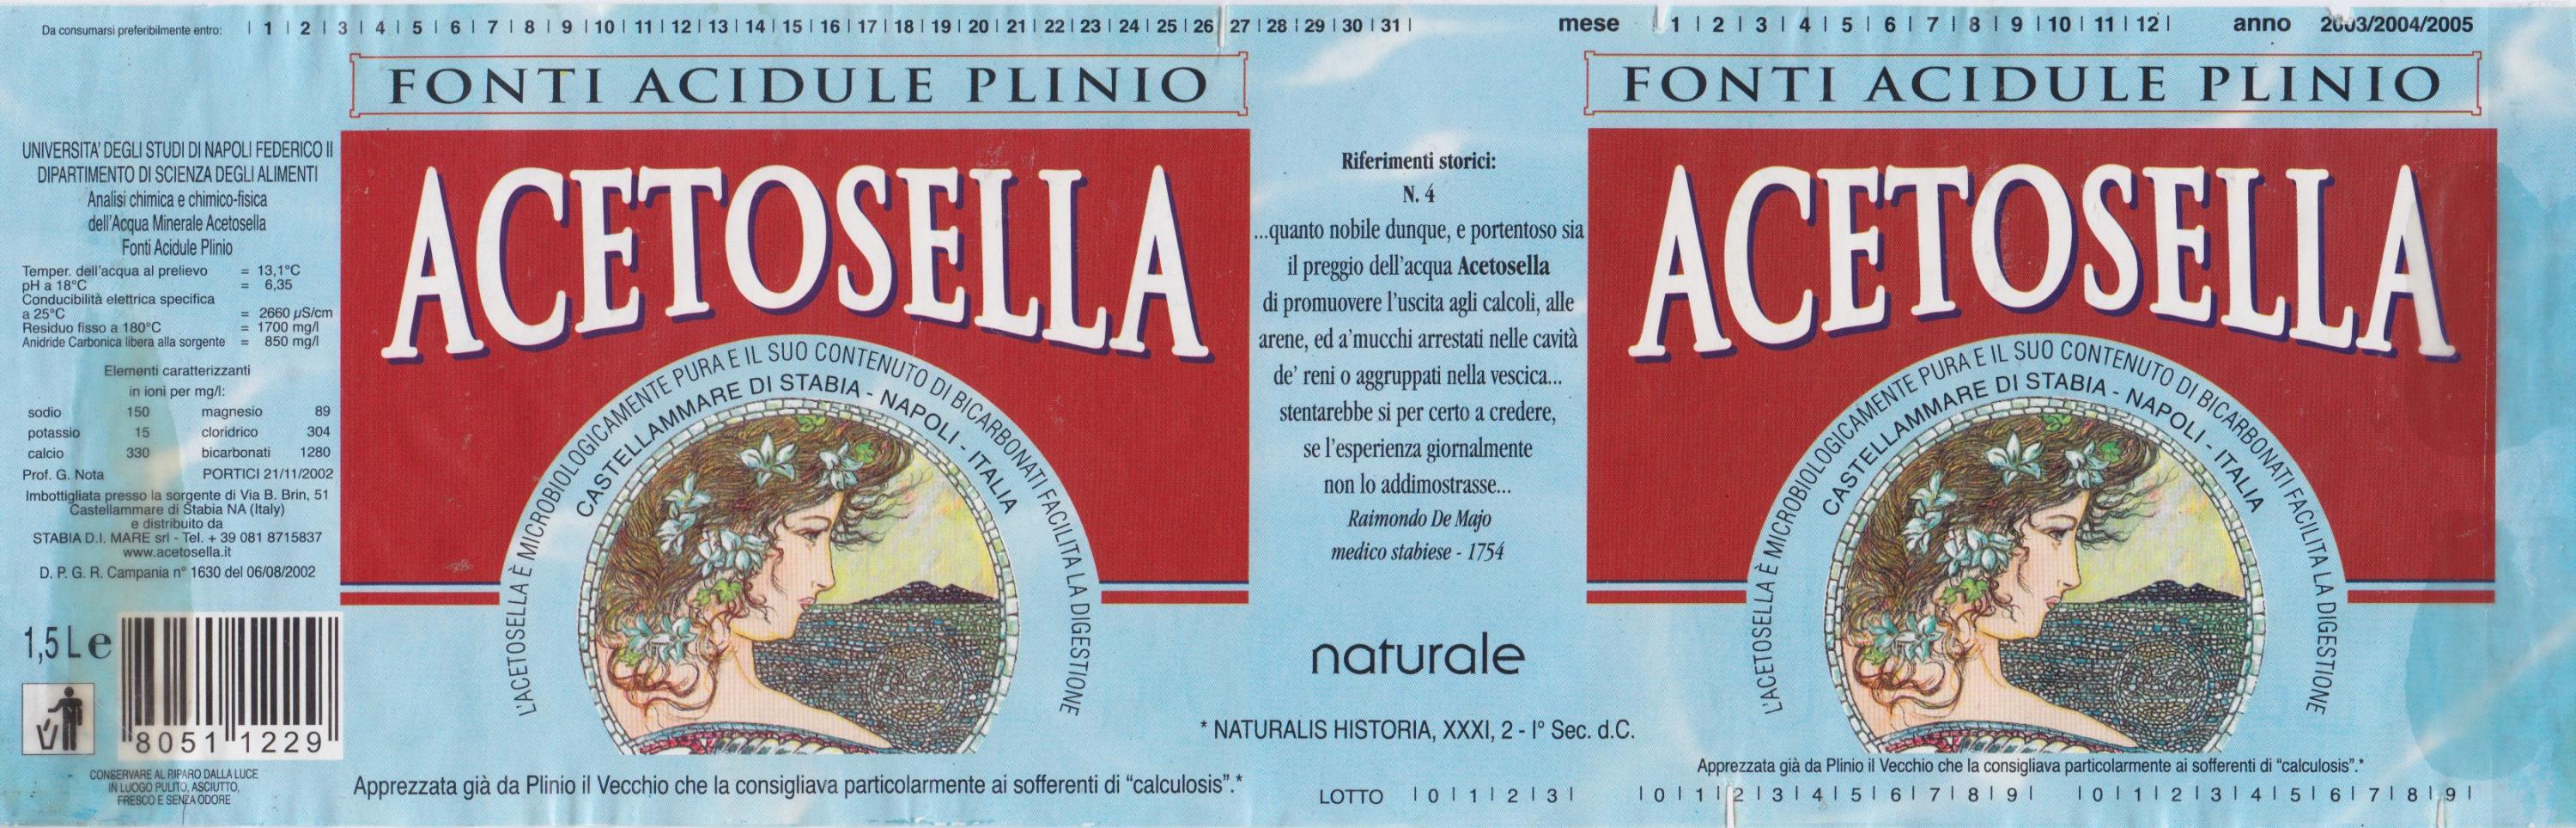 Da consumarsi preferibilmente entro: | 1 | 2 | 3 | 4 | 5 | 6 | 7 | 8 | 9 | 10 | 11 | 12 | 13 | 14 | 15 | 16 | 17 | 18 | 19 | 20 | 21 | 22 | 23 | 24 | 25 | 26 | 27 | 28 | 29 | 30 | 31 | mese | 1 | 2 | 3 | 4 | 5 | 6 | 7 | 8 | 9 | 10 | 11 | 12 | anno 2003/2004/2005
UNIVERSITA' DEGLI STUDI DI NAPOLI FEDERICO II
DIPARTIMENTO DI SCIENZA DEGLI ALIMENTI
Analisi chimica e chimico-fisica
dell'Acqua Minerale Acetosella
Fonti Acidule Plinio
Temper. dell'acqua al prelievo = 13,1°C
pH a 18°C = 6,35
Conducibilità elettrica specifica
a 25°C = 2660 µS/cm
Residuo fisso a 180°C = 1700 mg/l
Anidride Carbonica libera alla sorgente = 850 mg/l
Elementi caratterizzanti
in ioni per mg/l:
sodio 150 magnesio 89
potassio 15 cloridrico 304
calcio 330 bicarbonati 1280
Prof. G. Nota PORTICI 21/11/2002
Imbottigliata presso la sorgente di Via B. Brin, 51
Castellammare di Stabia NA (Italy)
e distribuito da
STABIA D.I. MARE srl - Tel. + 39 081 8715837
www.acetosella.it
D. P. G. R. Campania n° 1630 del 06/08/2002
1,5 L e
8051 1229
CONSERVARE AL RIPARO DALLA LUCE
IN LUOGO PULITO, ASCIUTTO,
FRESCO E SENZA ODORE
FONTI ACIDULE PLINIO
ACETOSELLA
L'ACETOSELLA È MICROBIOLOGICAMENTE PURA E IL SUO CONTENUTO DI BICARBONATI FACILITA LA DIGESTIONE
CASTELLAMMARE DI STABIA - NAPOLI - ITALIA
Apprezzata già da Plinio il Vecchio che la consigliava particolarmente ai sofferenti di “calculosis”.*
Riferimenti storici:
N. 4
...quanto nobile dunque, e portentoso sia
il preggio dell'acqua Acetosella
di promuovere l'uscita agli calcoli, alle
arene, ed a'mucchi arrestati nelle cavità
de' reni o aggruppati nella vescica...
stentarebbe si per certo a credere,
se l'esperienza giornalmente
non lo addimostrasse...
Raimondo De Majo
medico stabiese - 1754
naturale
* NATURALIS HISTORIA, XXXI, 2 - I° Sec. d.C.
LOTTO | 0 | 1 | 2 | 3 | | 0 | 1 | 2 | 3 | 4 | 5 | 6 | 7 | 8 | 9 | | 0 | 1 | 2 | 3 | 4 | 5 | 6 | 7 | 8 | 9 |
FONTI ACIDULE PLINIO
ACETOSELLA
L'ACETOSELLA È MICROBIOLOGICAMENTE PURA E IL SUO CONTENUTO DI BICARBONATI FACILITA LA DIGESTIONE
CASTELLAMMARE DI STABIA - NAPOLI - ITALIA
Apprezzata già da Plinio il Vecchio che la consigliava particolarmente ai sofferenti di “calculosis”.*